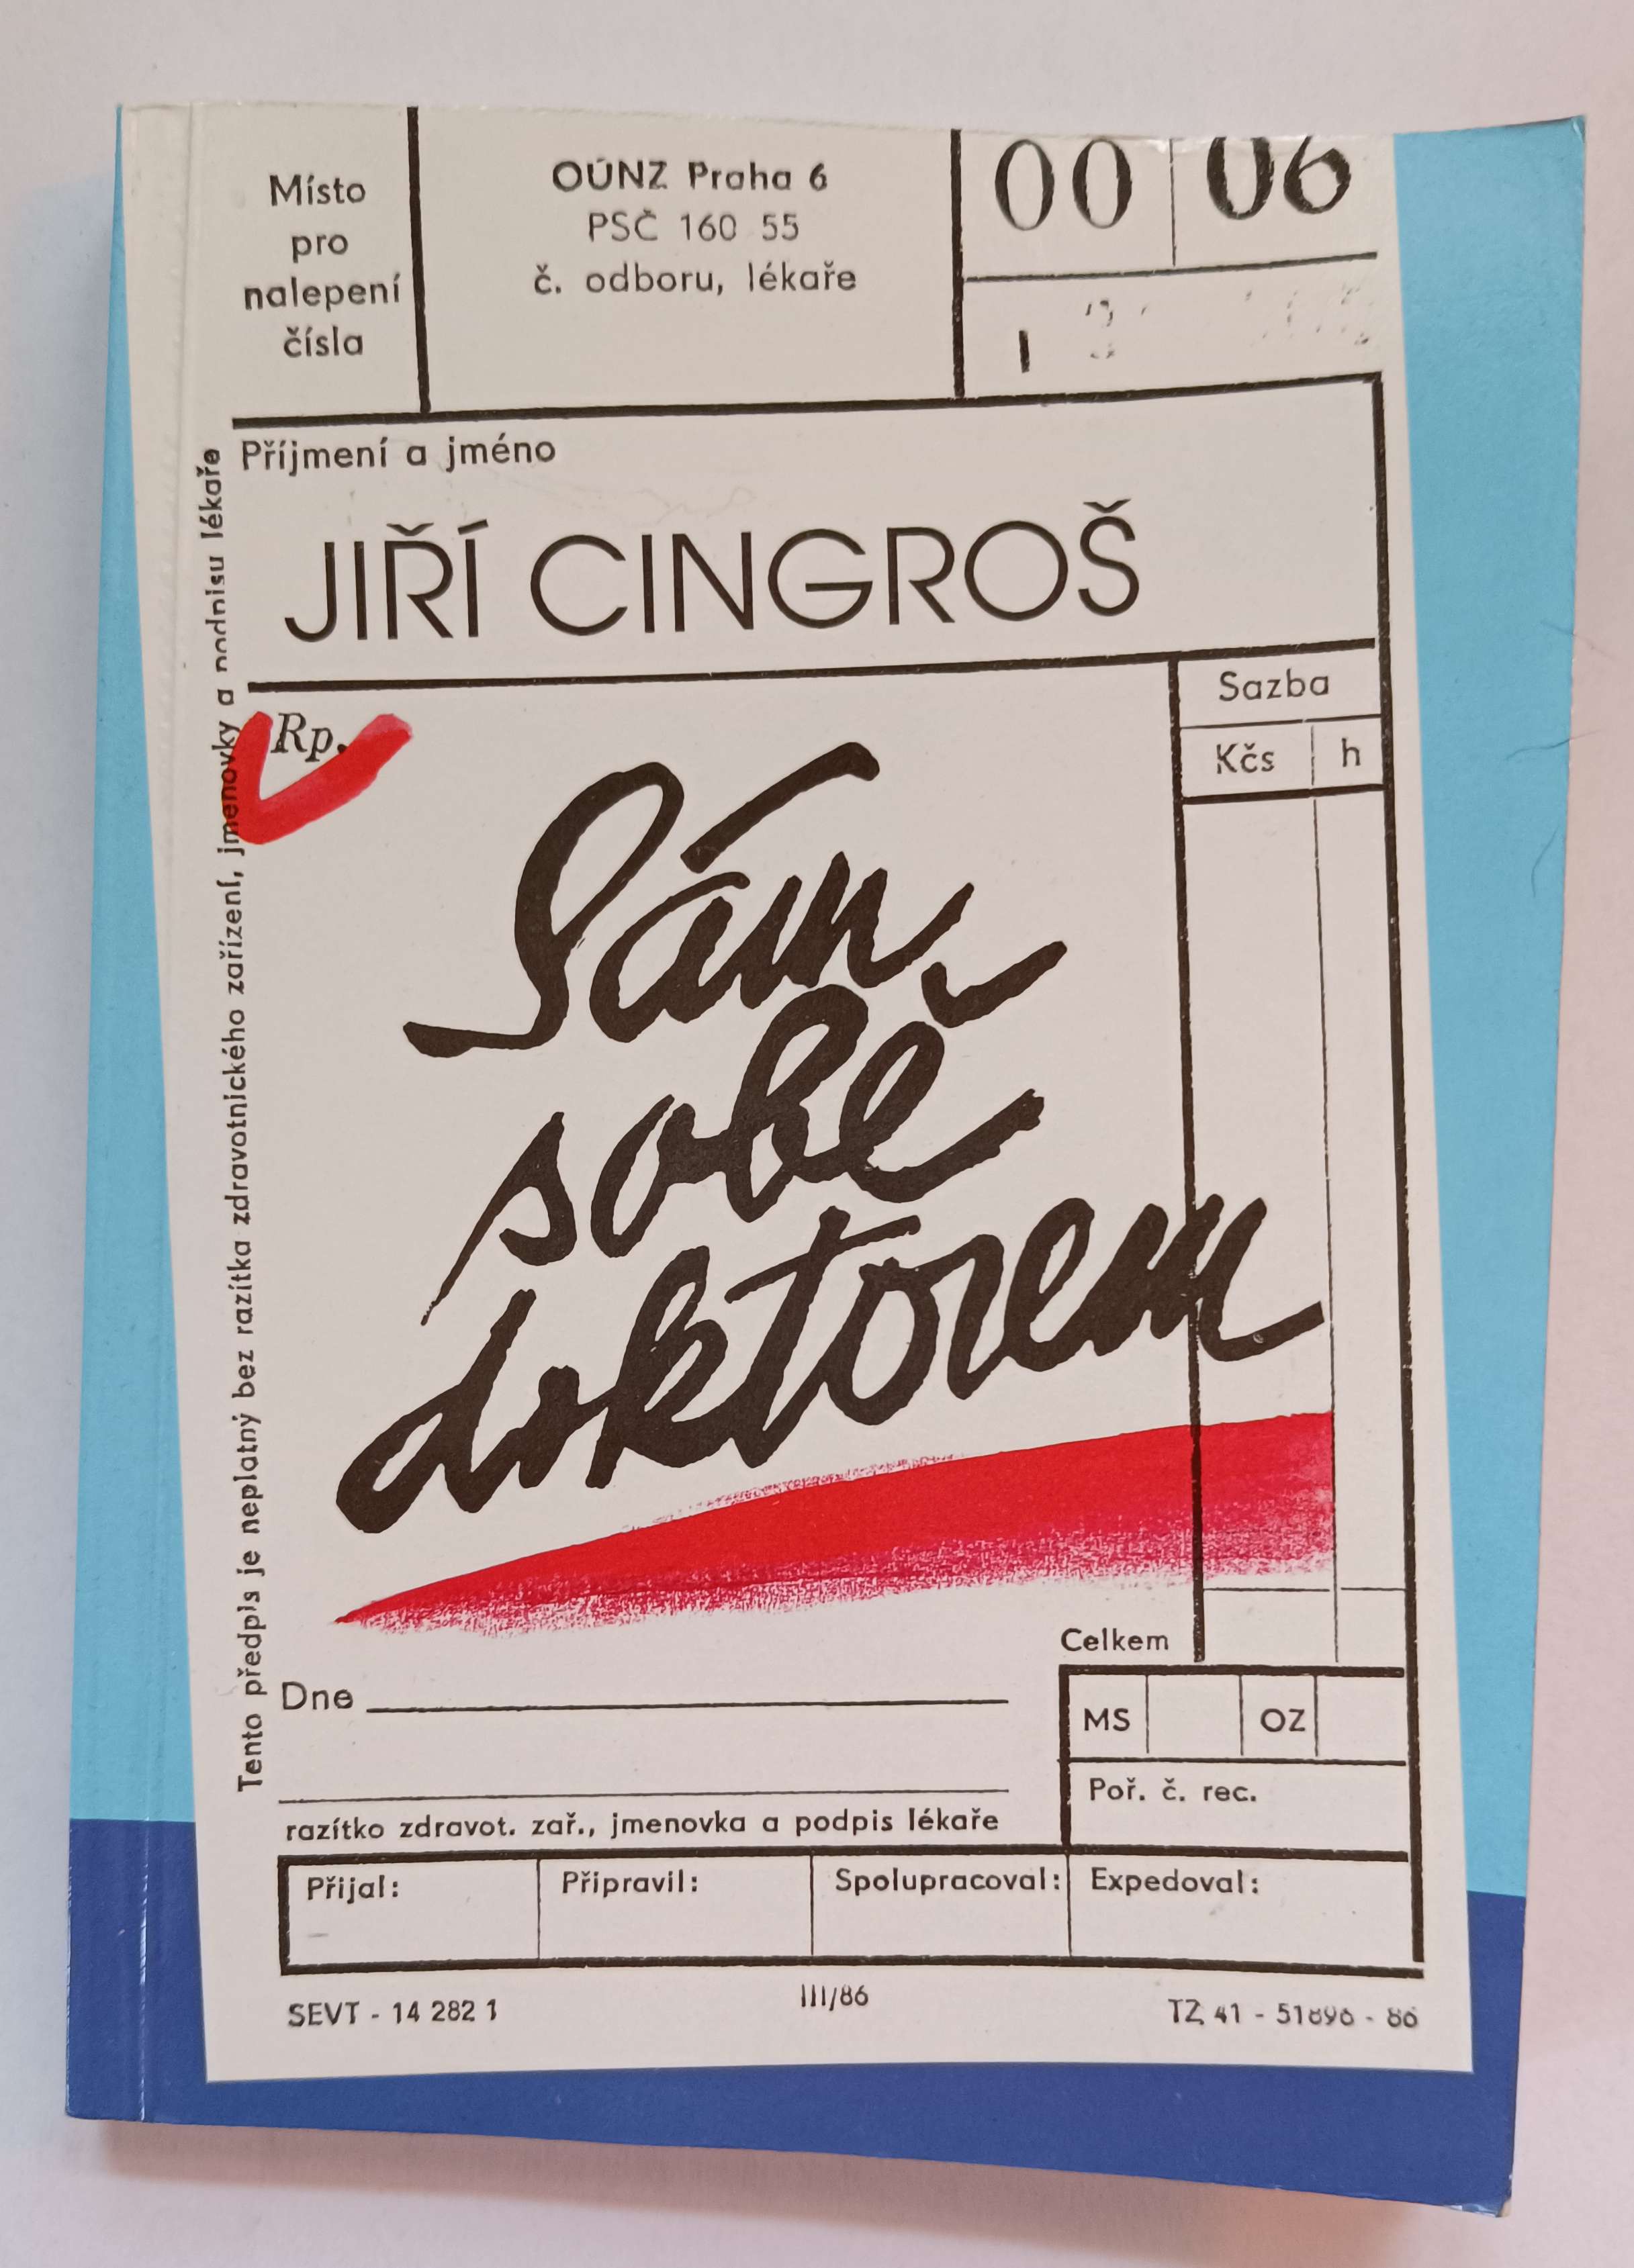 Místo
pro
nalepení
čísla
OÚNZ Praha 6
PSČ 160 55
č. odboru, lékaře
00 06
Příjmení a jméno
JIŘÍ CINGROŠ
Tento předpis je neplatný bez razítka zdravotnického zařízení, jmenovky a podpisu lékaře
Rp.
Sazba
Kčs h
Sám
sobě
doktorem
Celkem
Dne
MS OZ
Poř. č. rec.
razítko zdravot. zař., jmenovka a podpis lékaře
Přijal: Připravil: Spolupracoval: Expedoval:
SEVT - 14 282 1 III/86 TZ 41 - 51896 - 86